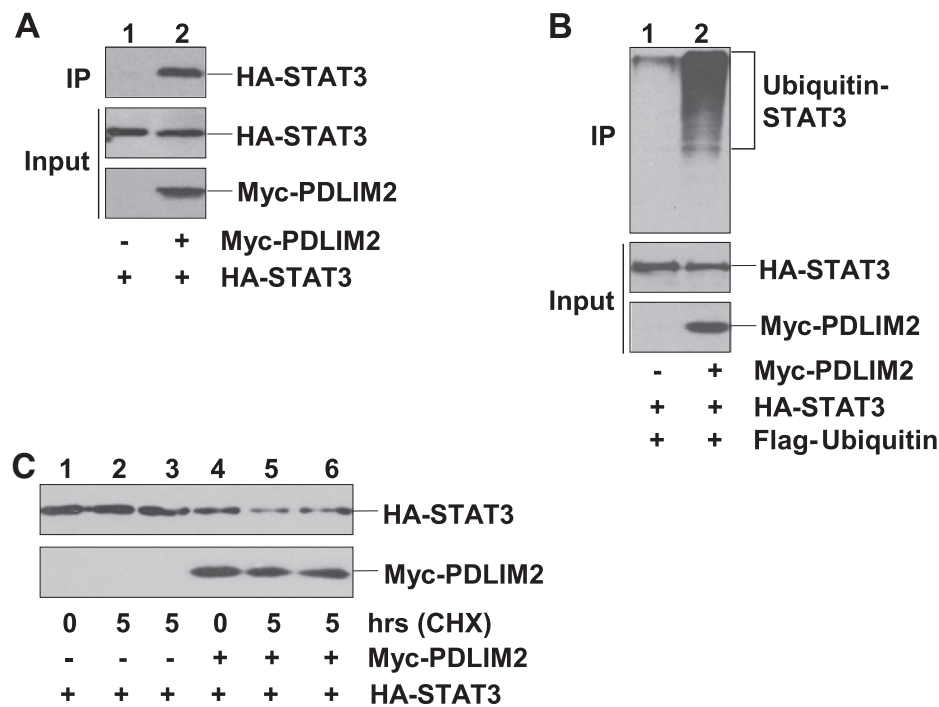 A
1 2
IP HA-STAT3
Input HA-STAT3
Myc-PDLIM2
- + Myc-PDLIM2
+ + HA-STAT3
B
1 2
IP Ubiquitin-
STAT3
Input HA-STAT3
Myc-PDLIM2
- + Myc-PDLIM2
+ + HA-STAT3
+ + Flag-Ubiquitin
C
1 2 3 4 5 6
HA-STAT3
Myc-PDLIM2
0 5 5 0 5 5 hrs (CHX)
- - - + + + Myc-PDLIM2
+ + + + + + HA-STAT3